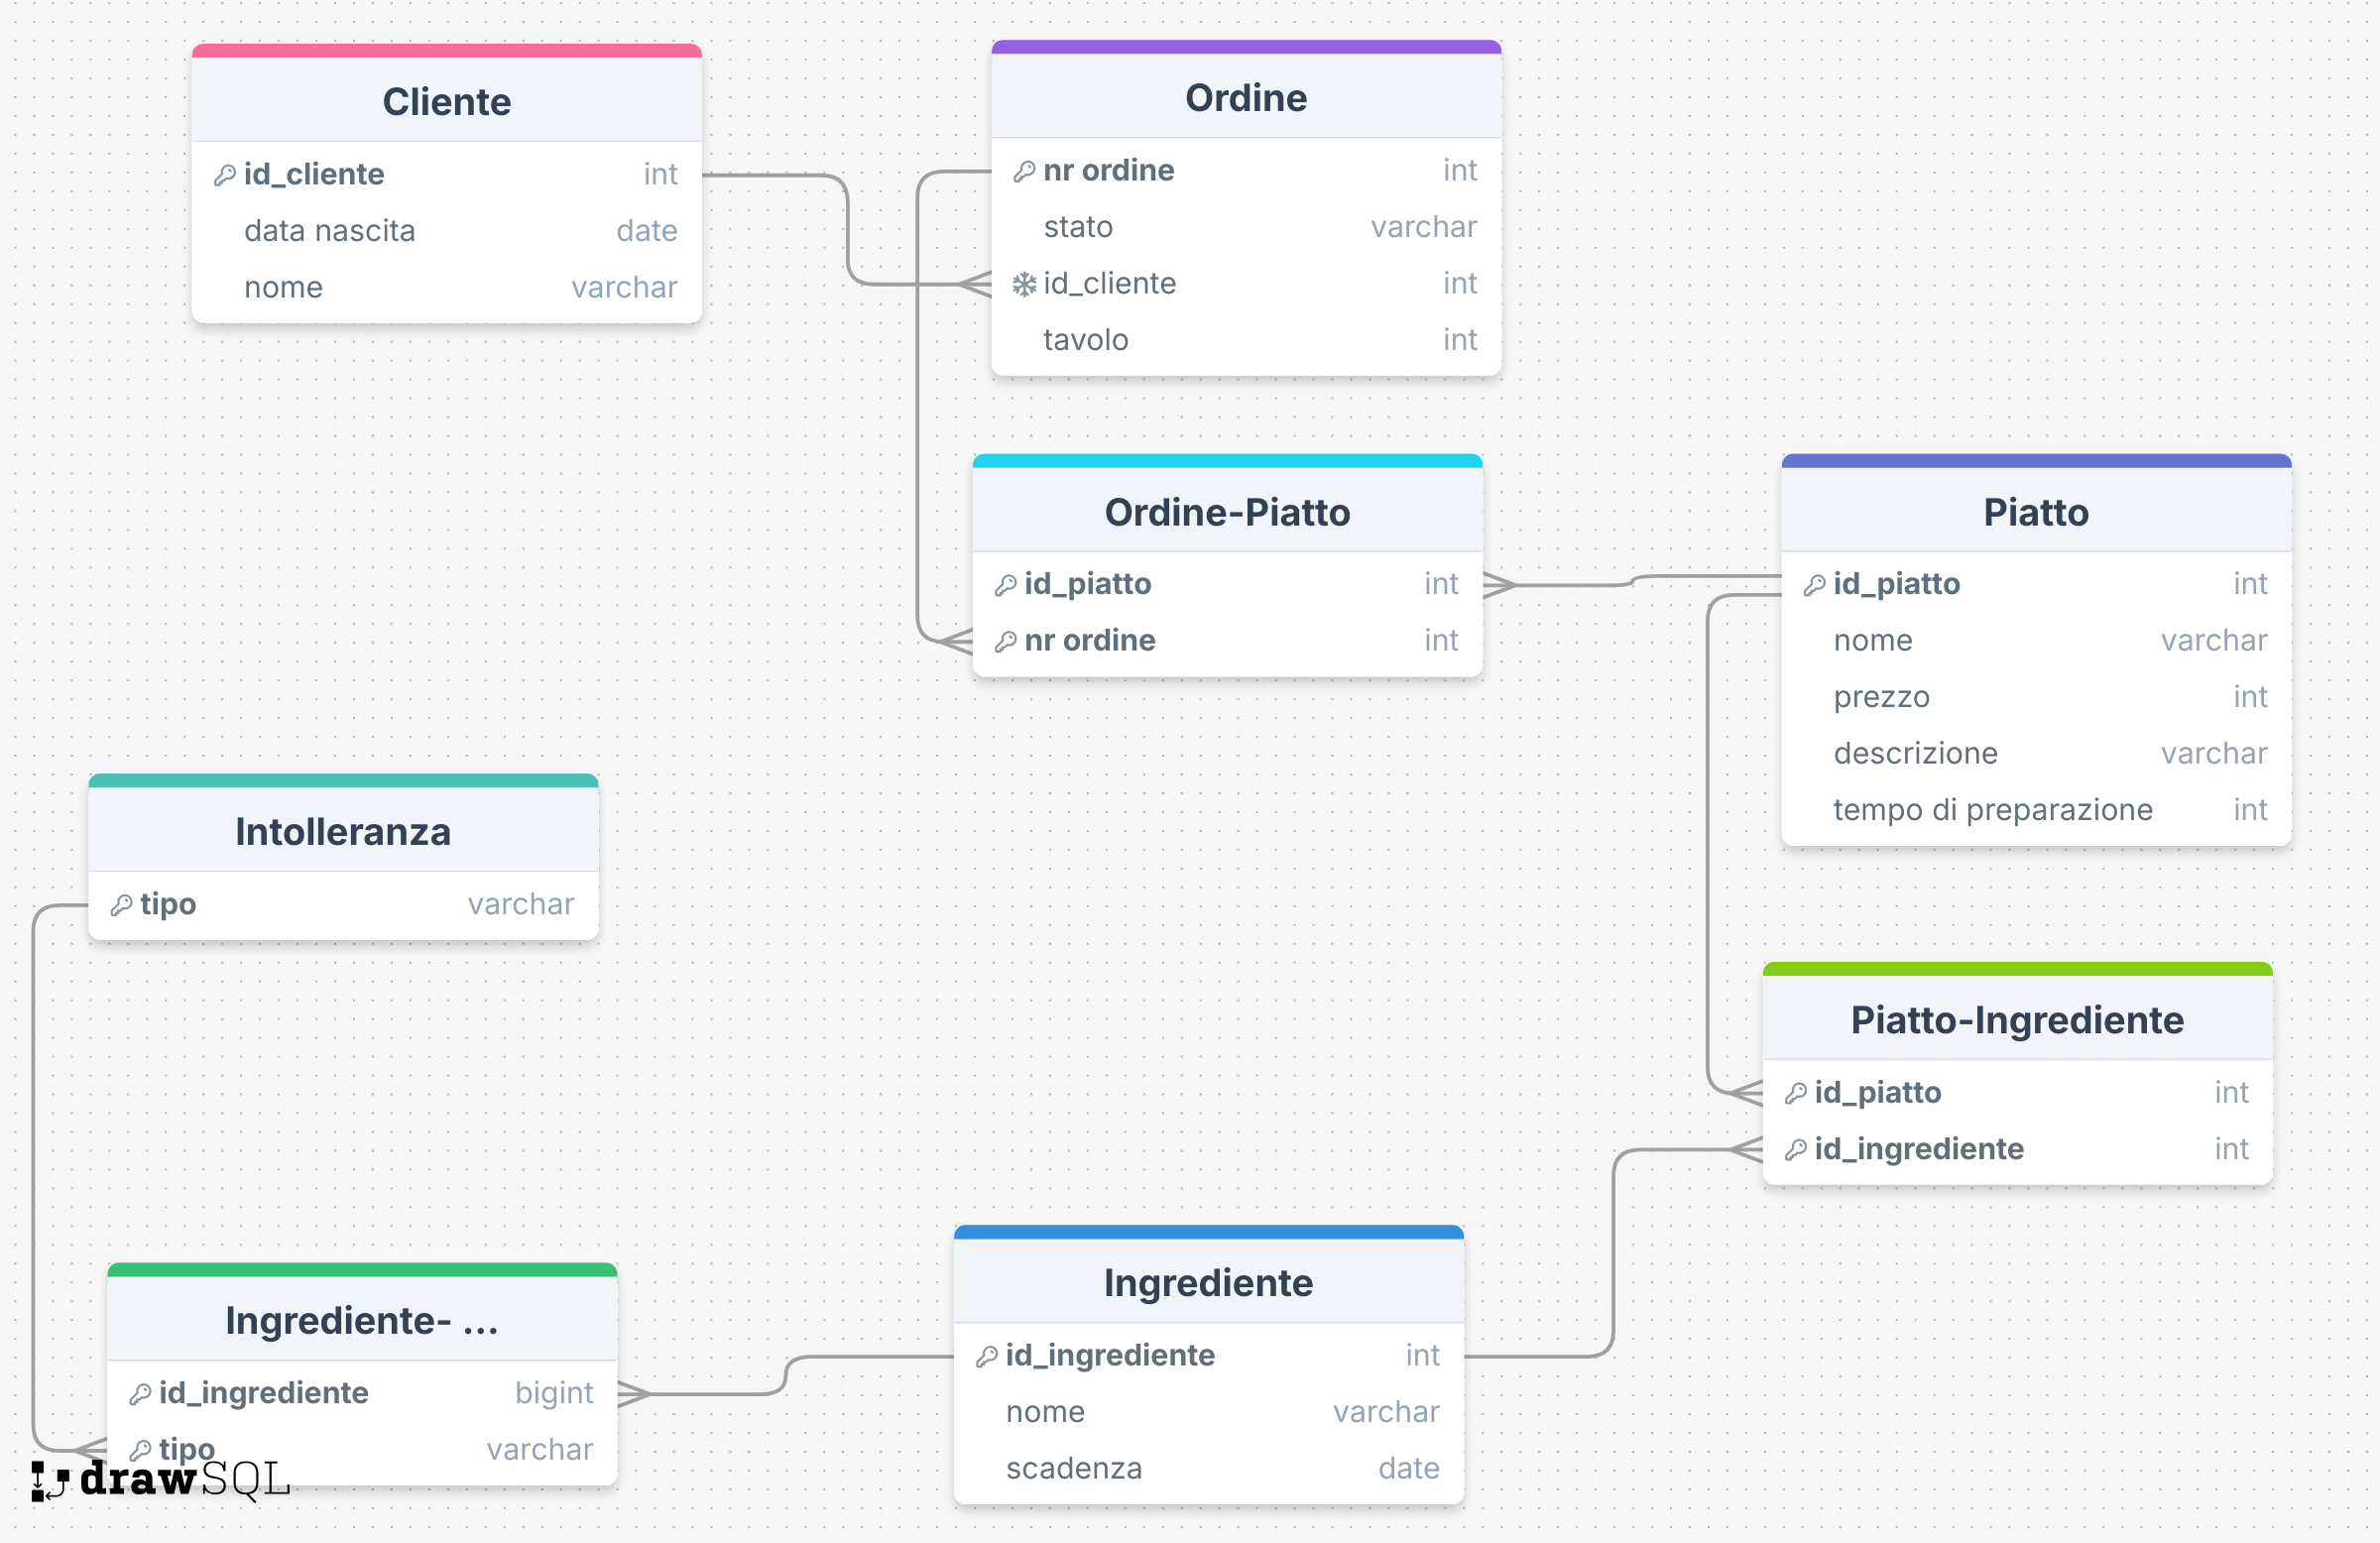 Cliente
id_cliente int
data nascita date
nome varchar
Ordine
nr ordine int
stato varchar
id_cliente int
tavolo int
Ordine-Piatto
id_piatto int
nr ordine int
Piatto
id_piatto int
nome varchar
prezzo int
descrizione varchar
tempo di preparazione int
Intolleranza
tipo varchar
Piatto-Ingrediente
id_piatto int
id_ingrediente int
Ingrediente- ...
id_ingrediente bigint
tipo varchar
Ingrediente
id_ingrediente int
nome varchar
scadenza date
drawSQL